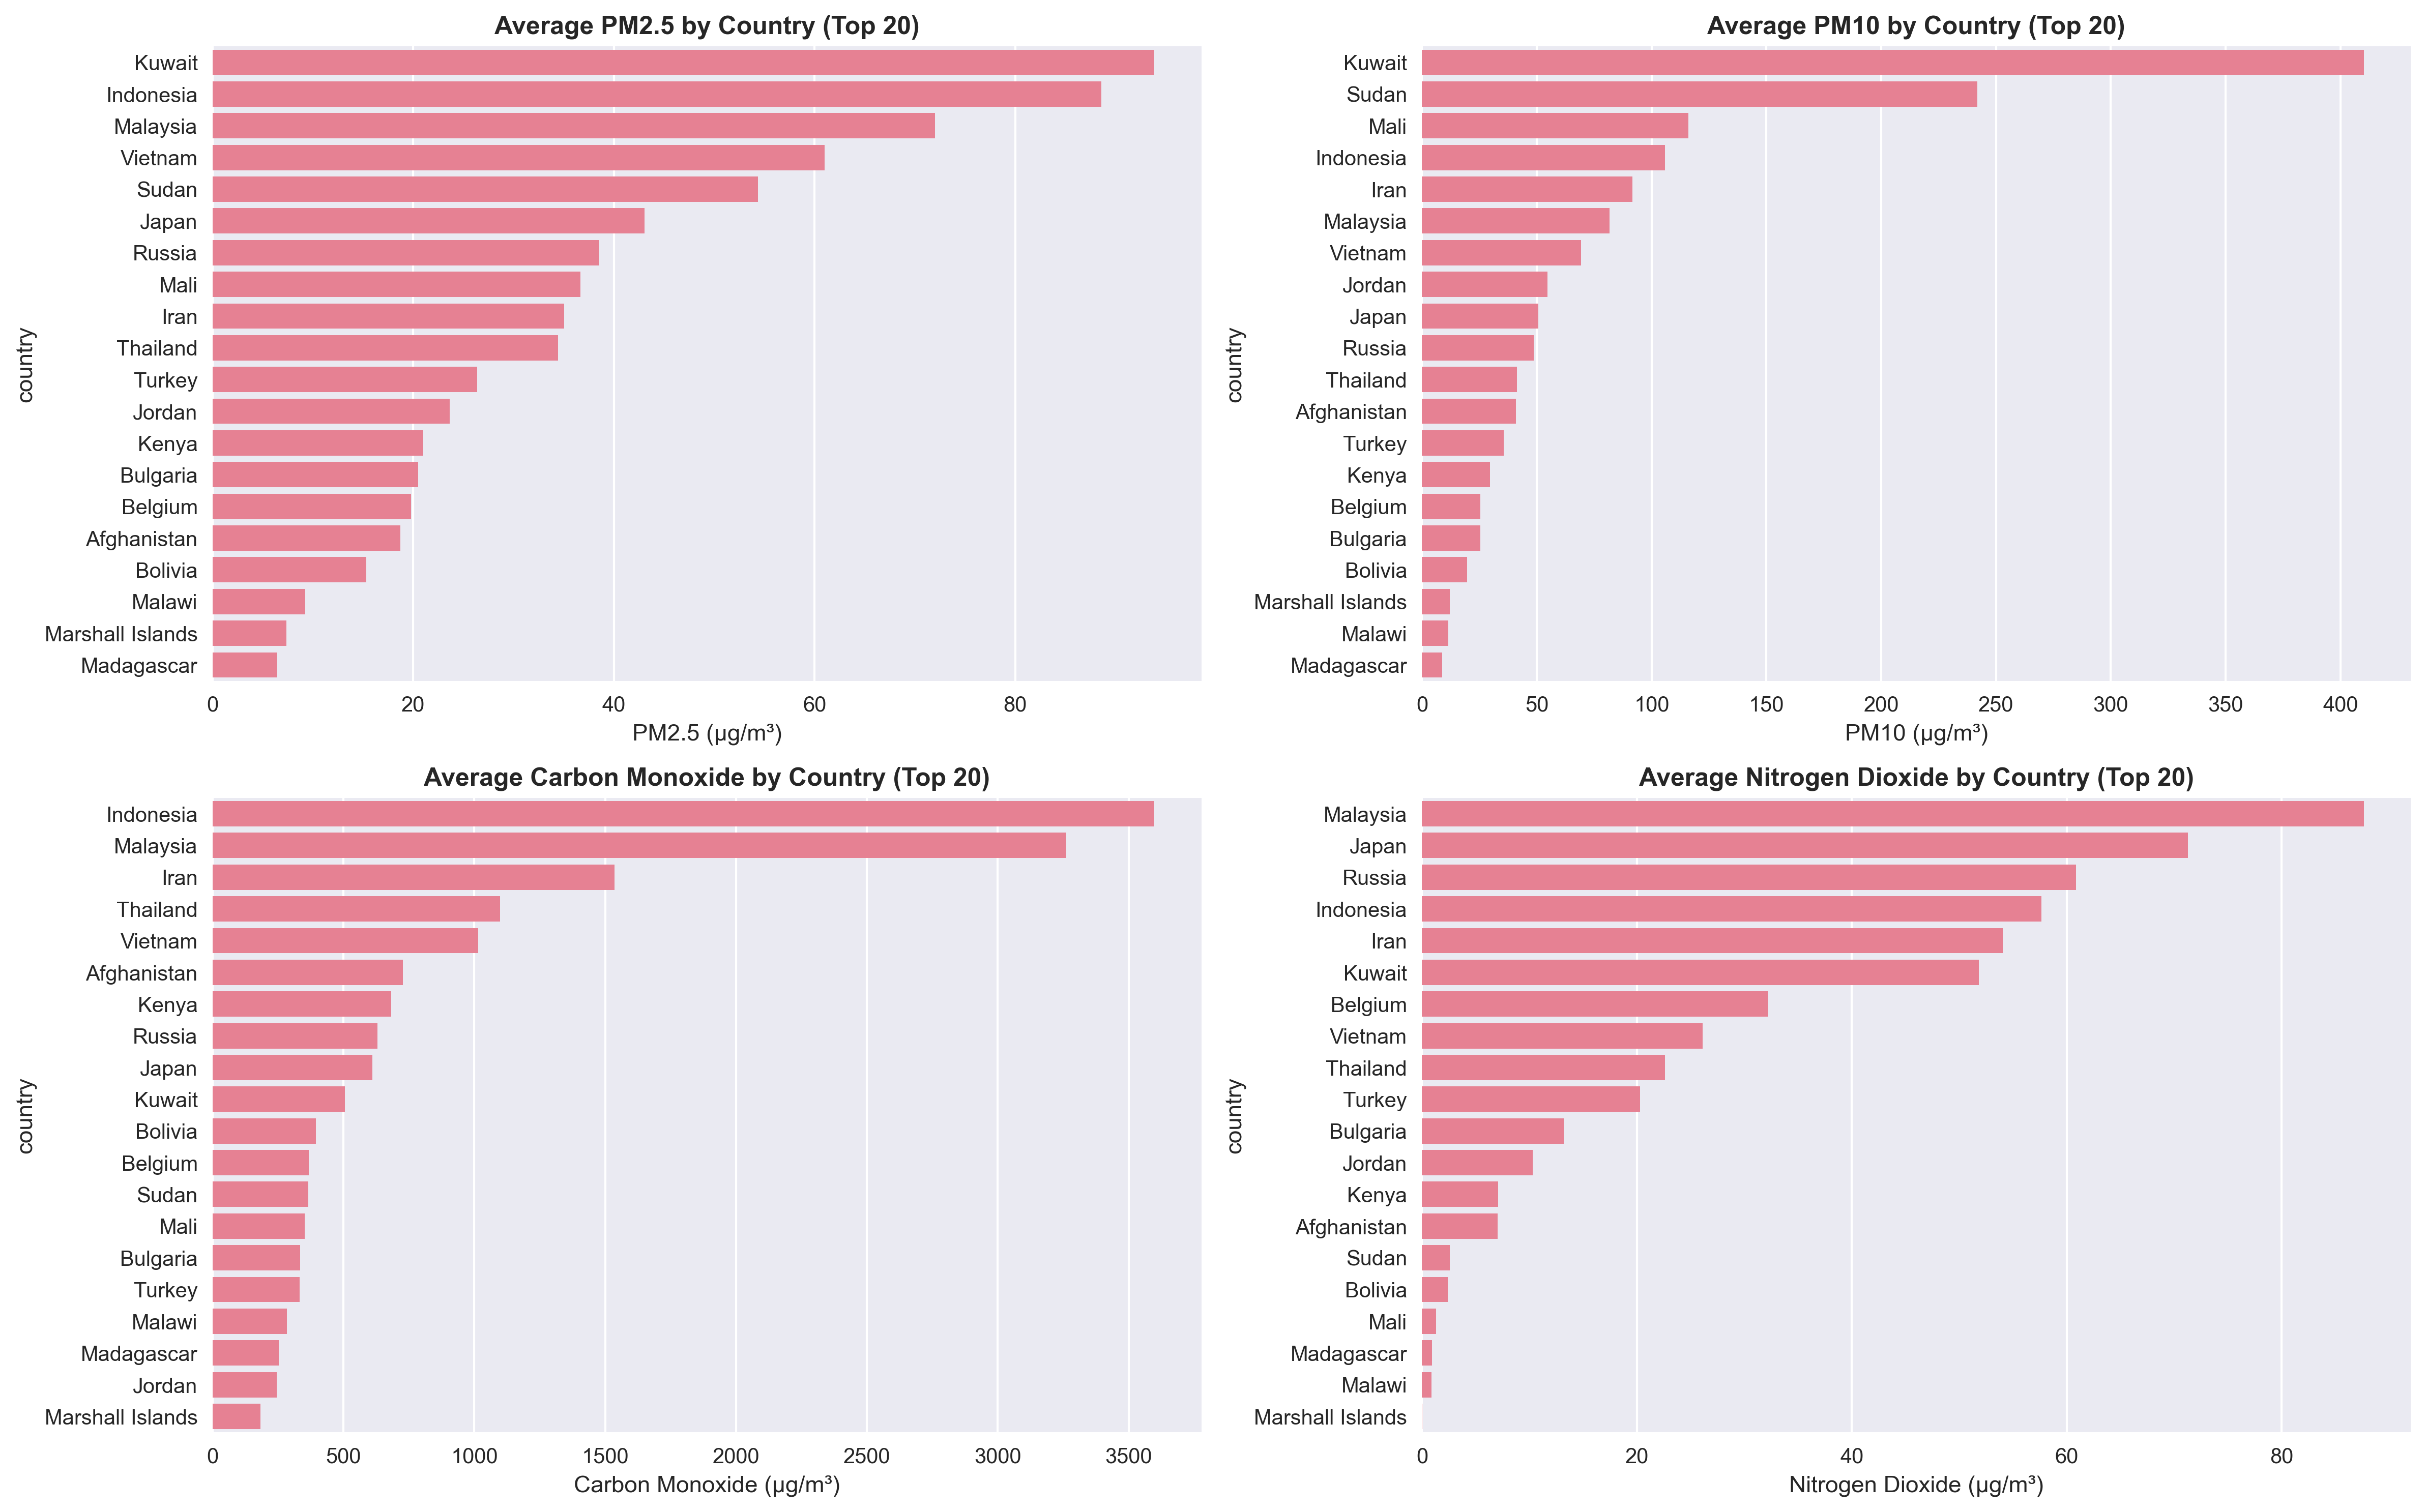 Average PM2.5 by Country (Top 20)
country
Kuwait
Indonesia
Malaysia
Vietnam
Sudan
Japan
Russia
Mali
Iran
Thailand
Turkey
Jordan
Kenya
Bulgaria
Belgium
Afghanistan
Bolivia
Malawi
Marshall Islands
Madagascar
0 20 40 60 80
PM2.5 (µg/m³)
Average PM10 by Country (Top 20)
country
Kuwait
Sudan
Mali
Indonesia
Iran
Malaysia
Vietnam
Jordan
Japan
Russia
Thailand
Afghanistan
Turkey
Kenya
Belgium
Bulgaria
Bolivia
Marshall Islands
Malawi
Madagascar
0 50 100 150 200 250 300 350 400
PM10 (µg/m³)
Average Carbon Monoxide by Country (Top 20)
country
Indonesia
Malaysia
Iran
Thailand
Vietnam
Afghanistan
Kenya
Russia
Japan
Kuwait
Bolivia
Belgium
Sudan
Mali
Bulgaria
Turkey
Malawi
Madagascar
Jordan
Marshall Islands
0 500 1000 1500 2000 2500 3000 3500
Carbon Monoxide (µg/m³)
Average Nitrogen Dioxide by Country (Top 20)
country
Malaysia
Japan
Russia
Indonesia
Iran
Kuwait
Belgium
Vietnam
Thailand
Turkey
Bulgaria
Jordan
Kenya
Afghanistan
Sudan
Bolivia
Mali
Madagascar
Malawi
Marshall Islands
0 20 40 60 80
Nitrogen Dioxide (µg/m³)